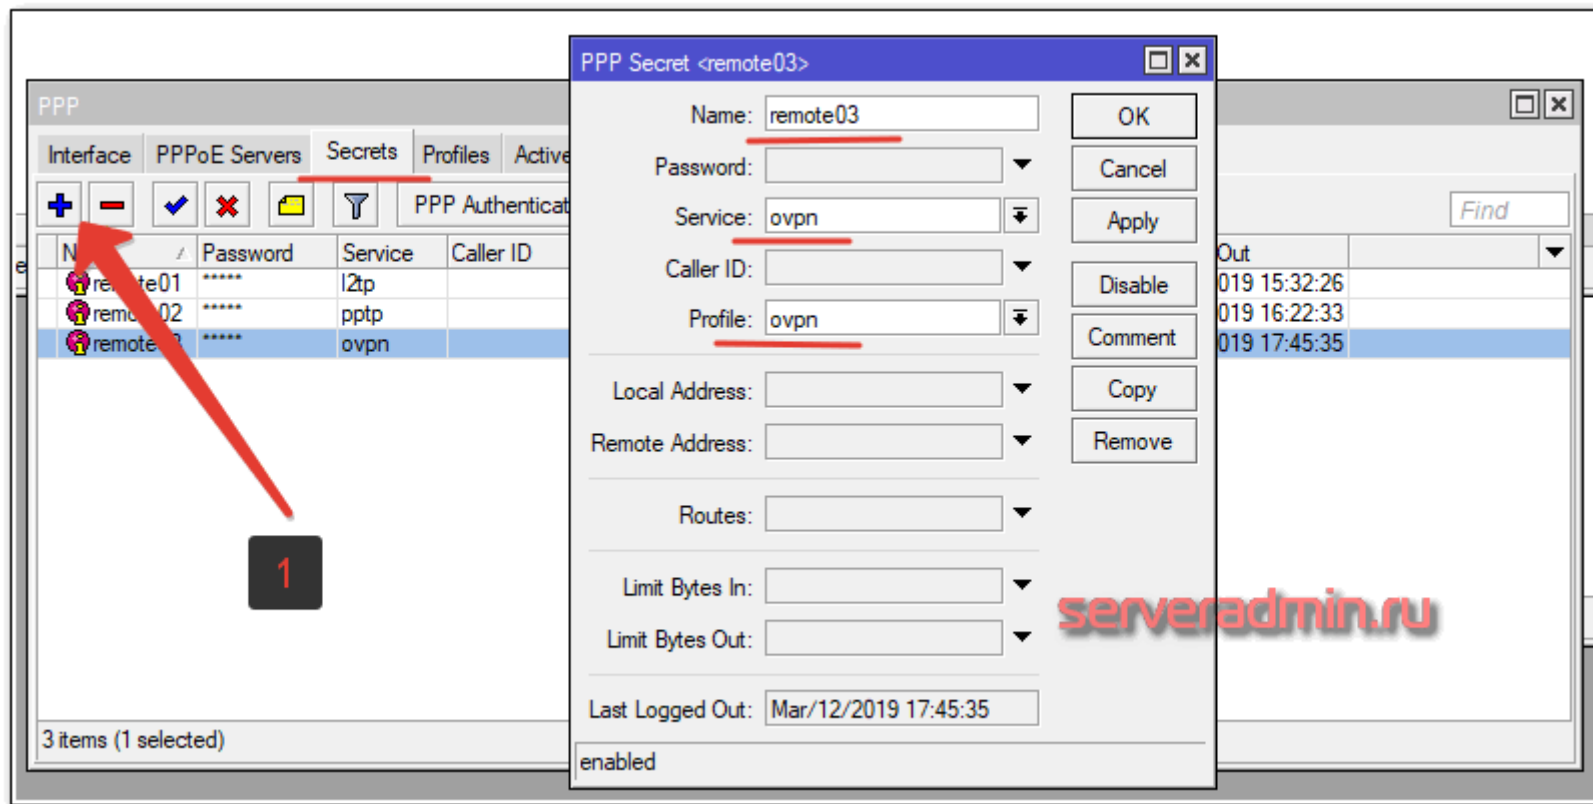 PPP
Interface
PPPoE Servers
Secrets
Profiles
Active
PPP Authenticat
Find
Password
Service
Caller ID
Out
remote01 ***** l2tp
019 15:32:26
***** pptp
019 16:22:33
***** ovpn
019 17:45:35
1
3 items (1 selected)
PPP Secret <remote03>
Name: remote03
Password:
Service: ovpn
Caller ID:
Profile: ovpn
Local Address:
Remote Address:
Routes:
Limit Bytes In:
Limit Bytes Out:
Last Logged Out: Mar/12/2019 17:45:35
enabled
OK
Cancel
Apply
Disable
Comment
Copy
Remove
serveradmin.ru